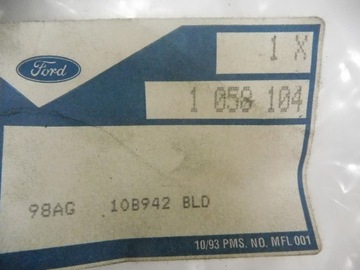 Ford
1 X
1 058 104
98AG 10B942 BLD
10/93 PMS. NO. MFL 001